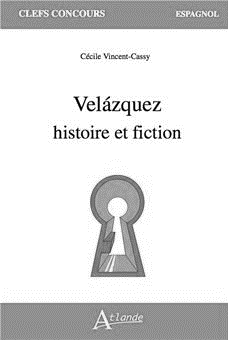 CLEFS CONCOURS ESPAGNOL
Cécile Vincent-Cassy
Velázquez
histoire et fiction
Atlande